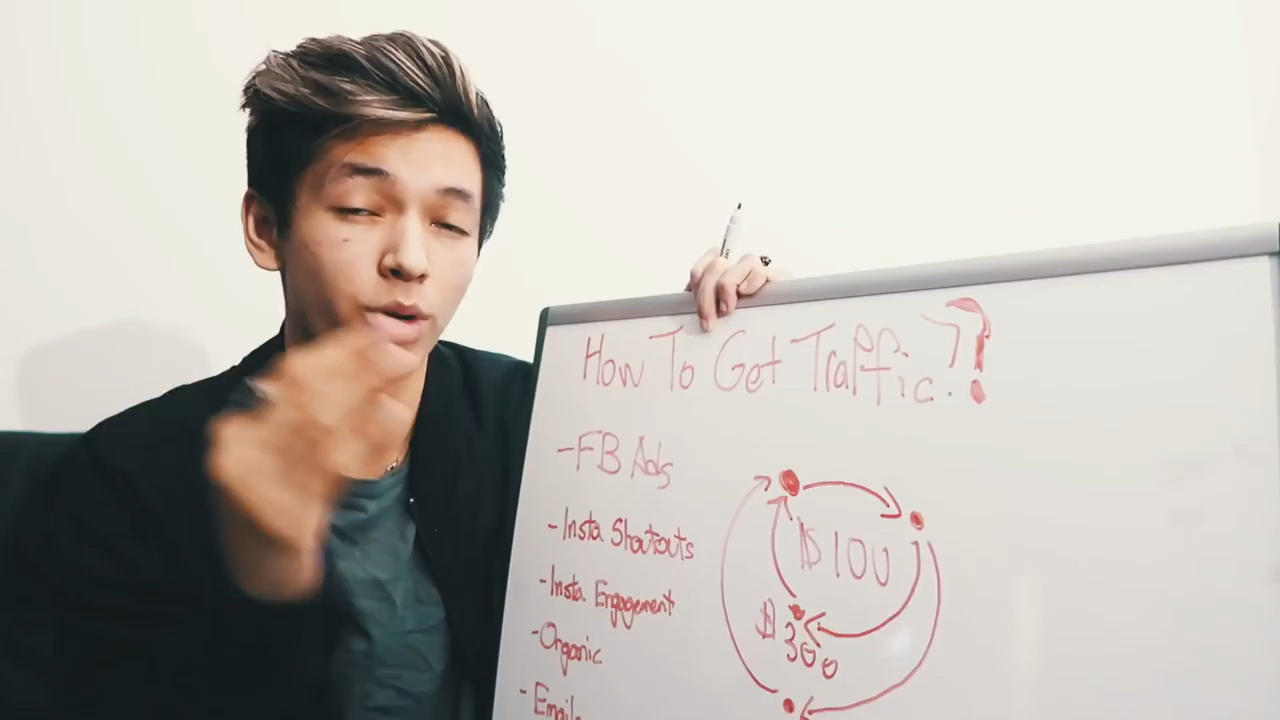 How To Get Traffic.?!
- FB Ads
- Insta Shoutouts
- Insta Engagement
- Organic
- Email
$100
$300